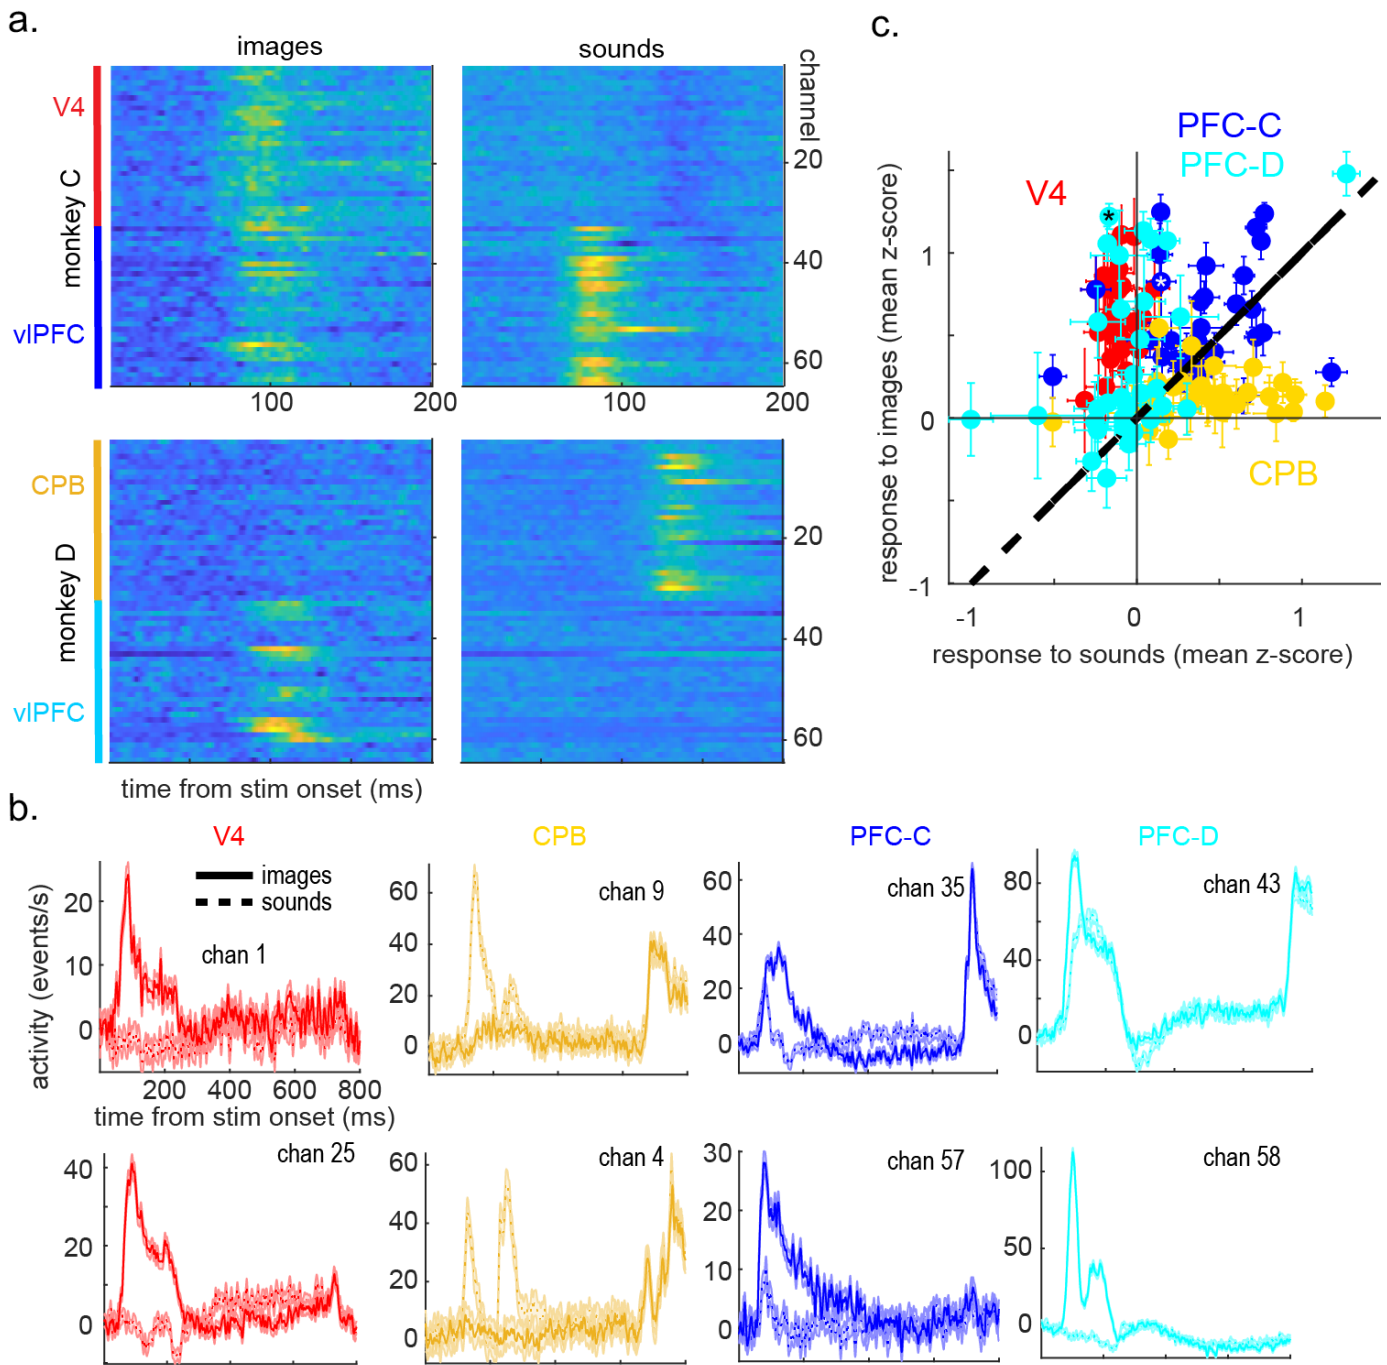 a.
images
sounds
channel
V4
monkey C
vlPFC
20
40
60
100
200
100
200
CPB
monkey D
vlPFC
20
40
60
time from stim onset (ms)
c.
PFC-C
PFC-D
V4
CPB
*
*
response to images (mean z-score)
1
0
-1
-1
0
1
response to sounds (mean z-score)
b.
V4
CPB
PFC-C
PFC-D
images
sounds
chan 1
chan 9
chan 35
chan 43
activity (events/s)
20
10
0
60
40
20
0
60
40
20
0
80
40
0
200
400
600
800
time from stim onset (ms)
chan 25
chan 4
chan 57
chan 58
40
20
0
60
40
20
0
30
20
10
0
100
50
0